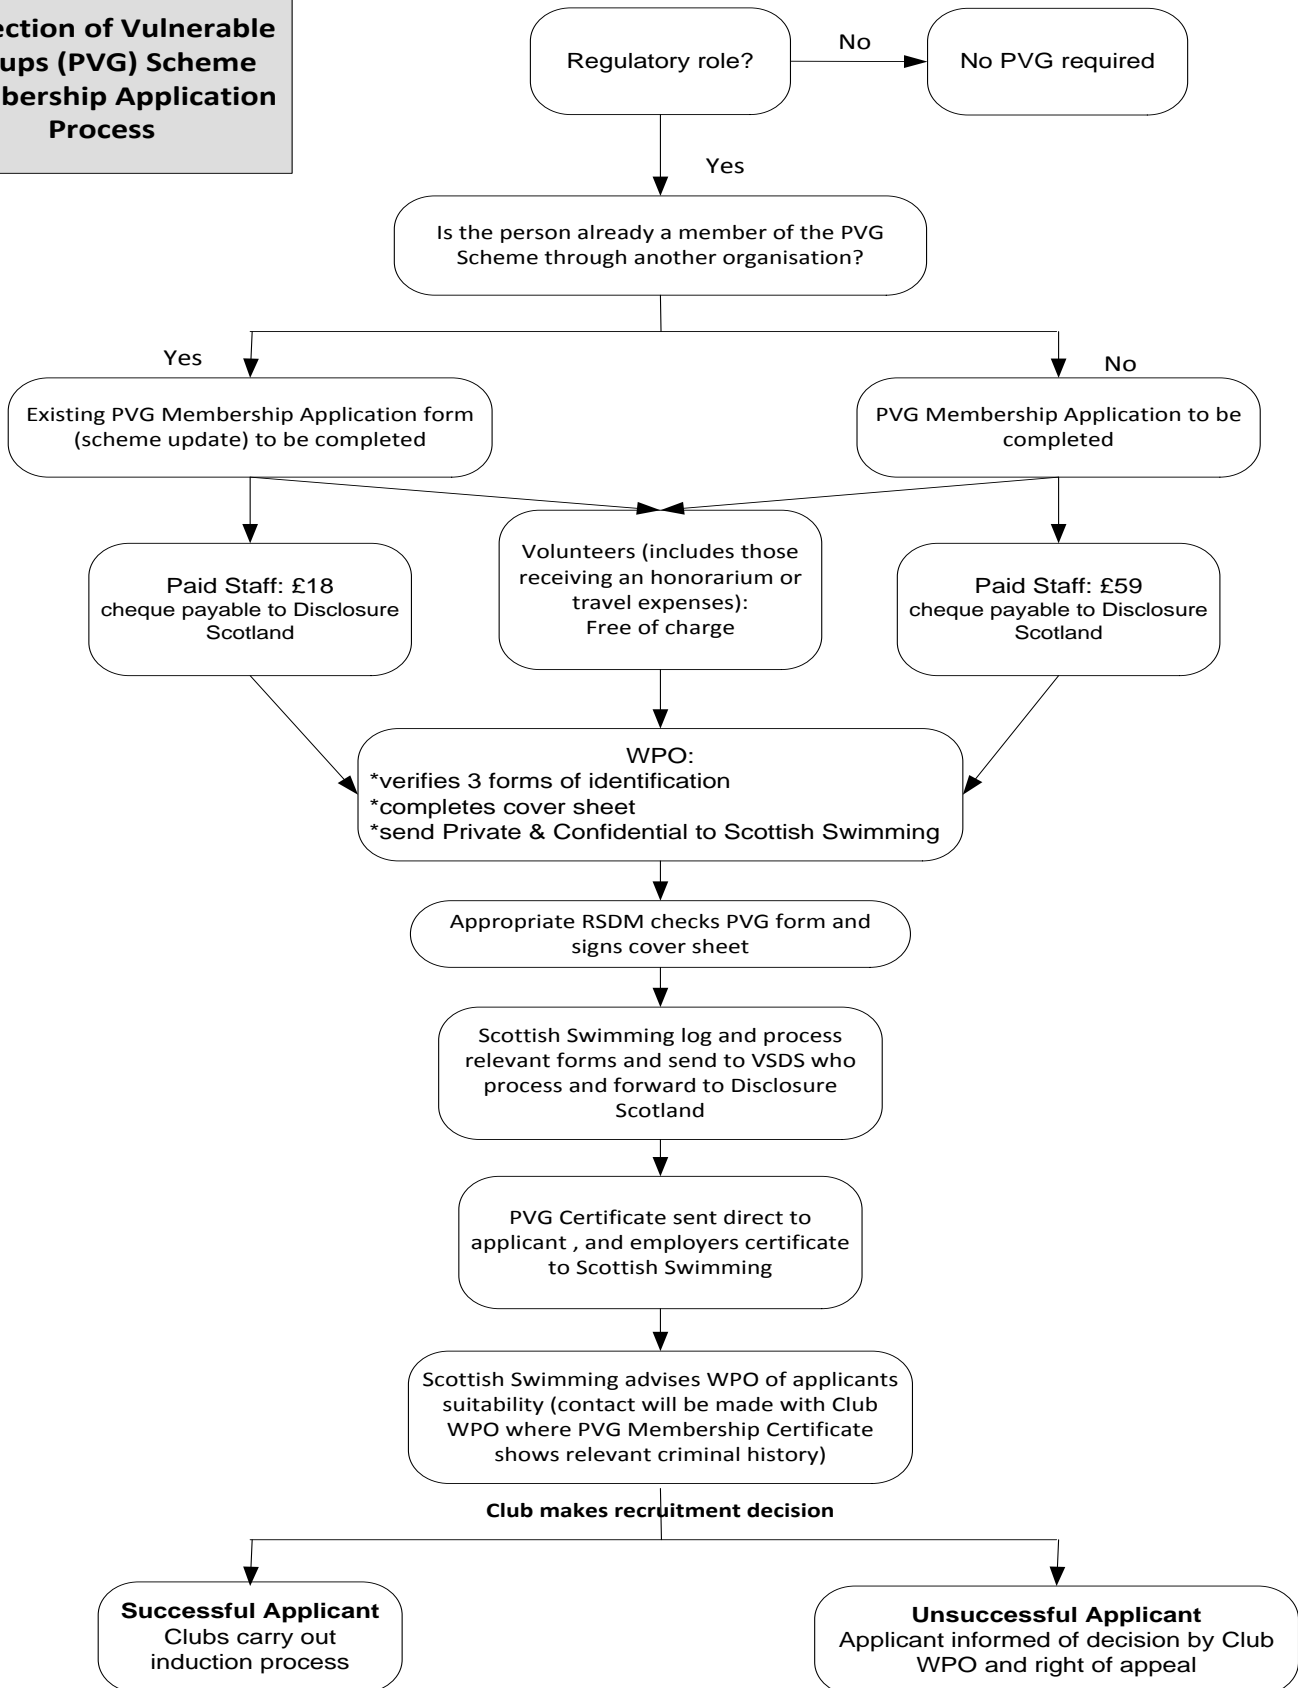 ection of Vulnerable
ups (PVG) Scheme
bership Application
Process
Regulatory role?
No
No PVG required
Yes
Is the person already a member of the PVG
Scheme through another organisation?
Yes
No
Existing PVG Membership Application form
(scheme update) to be completed
PVG Membership Application to be
completed
Paid Staff: £18
cheque payable to Disclosure
Scotland
Volunteers (includes those
receiving an honorarium or
travel expenses):
Free of charge
Paid Staff: £59
cheque payable to Disclosure
Scotland
WPO:
*verifies 3 forms of identification
*completes cover sheet
*send Private & Confidential to Scottish Swimming
Appropriate RSDM checks PVG form and
signs cover sheet
Scottish Swimming log and process
relevant forms and send to VSDS who
process and forward to Disclosure
Scotland
PVG Certificate sent direct to
applicant , and employers certificate
to Scottish Swimming
Scottish Swimming advises WPO of applicants
suitability (contact will be made with Club
WPO where PVG Membership Certificate
shows relevant criminal history)
Club makes recruitment decision
Successful Applicant
Clubs carry out
induction process
Unsuccessful Applicant
Applicant informed of decision by Club
WPO and right of appeal